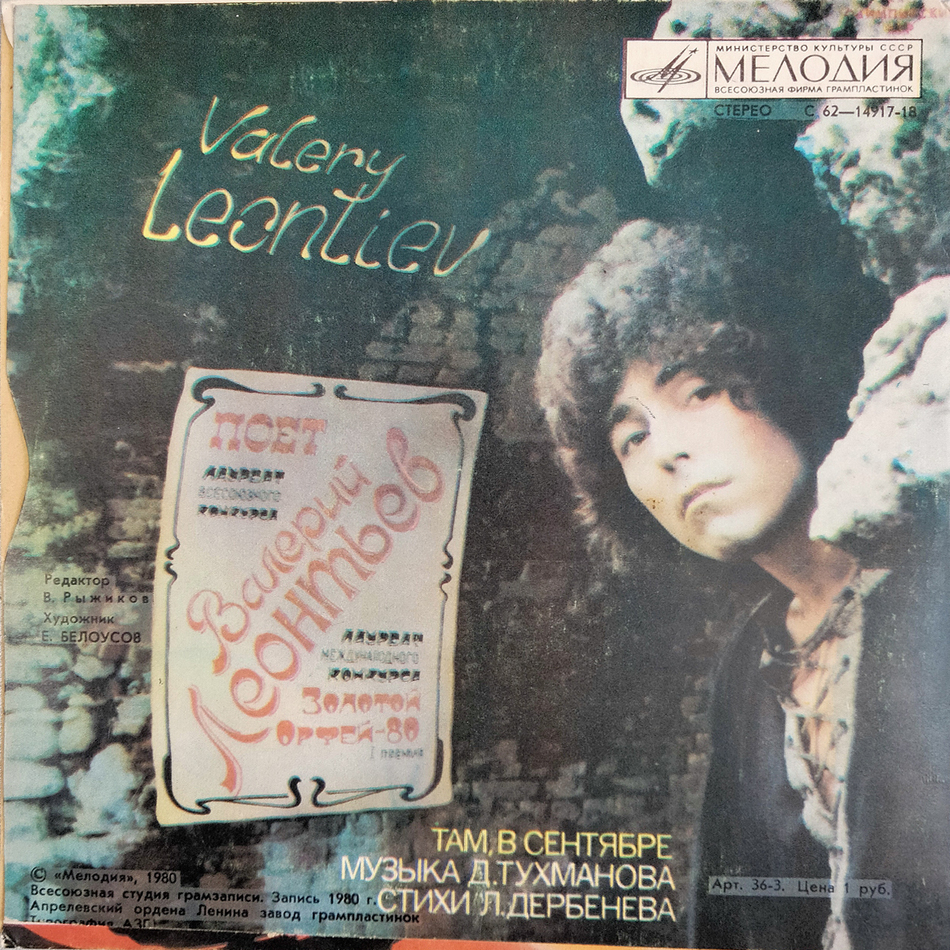 МИНИСТЕРСТВО КУЛЬТУРЫ СССР
МЕЛОДИЯ
ВСЕСОЮЗНАЯ ФИРМА ГРАМПЛАСТИНОК
СТЕРЕО С 62—14917-18
Valery
Leontiev
ПОЕТ
ЛАУРЕАТ
ВСЕСОЮЗНОГО
КОНКУРСА
Валерий
Леонтьев
ЛАУРЕАТ
МЕЖДУНАРОДНОГО
КОНКУРСА
ЗОЛОТОЙ
ОРФЕЙ-80
I премия
Редактор
В. Рыжиков
Художник
Е. БЕЛОУСОВ
ТАМ, В СЕНТЯБРЕ
МУЗЫКА Д.ТУХМАНОВА
СТИХИ Л.ДЕРБЕНЕВА
Арт. 36-3. Цена 1 руб.
© «Мелодия», 1980
Всесоюзная студия грамзаписи. Запись 1980 г.
Апрелевский ордена Ленина завод грампластинок
Типография АЗГ